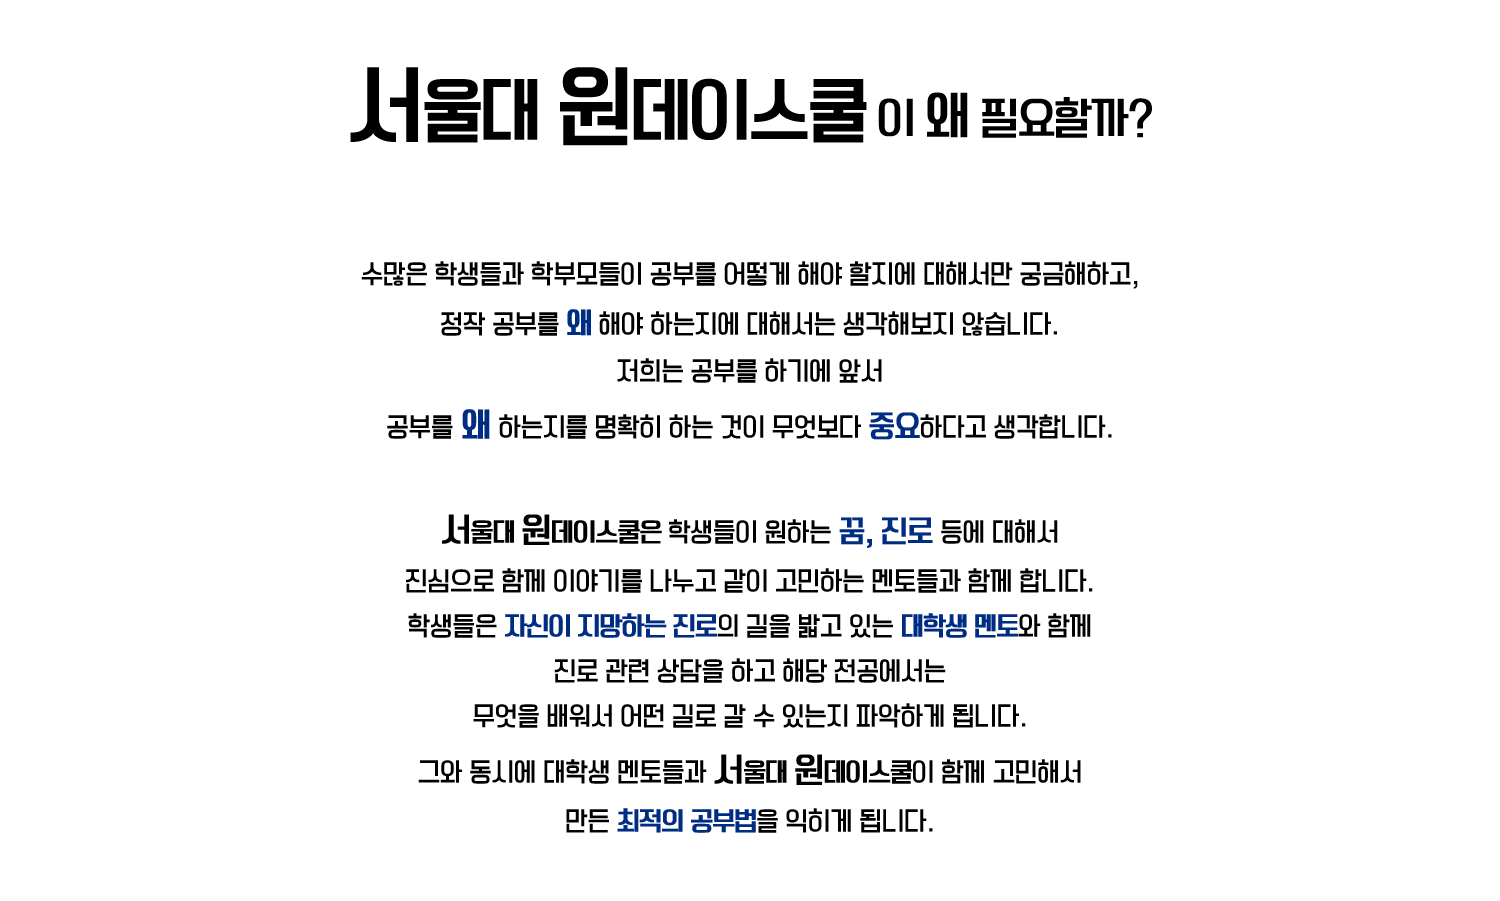 서울대 원데이스쿨이 왜 필요할까?
수많은 학생들과 학부모들이 공부를 어떻게 해야 할지에 대해서만 궁금해하고,
정작 공부를 왜 해야 하는지에 대해서는 생각해보지 않습니다.
저희는 공부를 하기에 앞서
공부를 왜 하는지를 명확히 하는 것이 무엇보다 중요하다고 생각합니다.
서울대 원데이스쿨은 학생들이 원하는 꿈, 진로 등에 대해서
진심으로 함께 이야기를 나누고 같이 고민하는 멘토들과 함께 합니다.
학생들은 자신이 지망하는 진로의 길을 밟고 있는 대학생 멘토와 함께
진로 관련 상담을 하고 해당 전공에서는
무엇을 배워서 어떤 길로 갈 수 있는지 파악하게 됩니다.
그와 동시에 대학생 멘토들과 서울대 원데이스쿨이 함께 고민해서
만든 최적의 공부법을 익히게 됩니다.